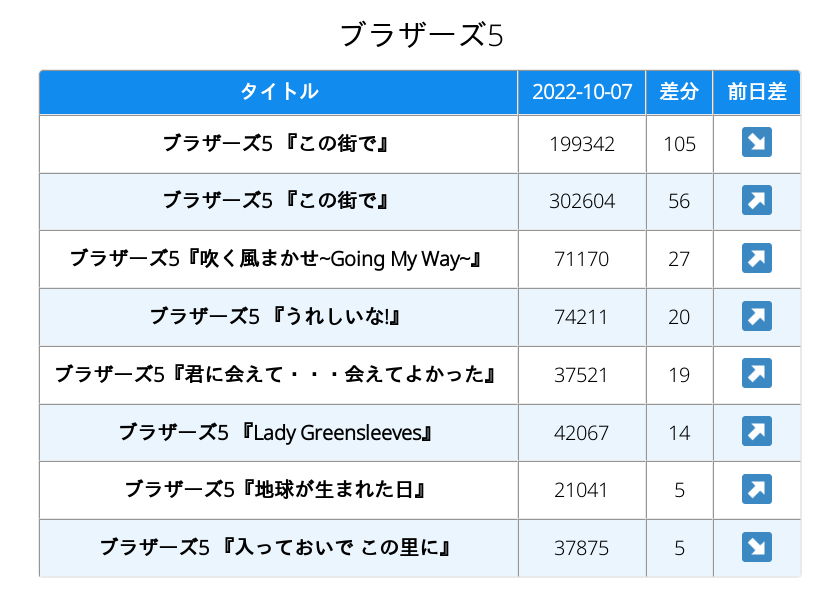 ブラザーズ5
タイトル 2022-10-07 差分 前日差
ブラザーズ5 『この街で』 199342 105 ↘
ブラザーズ5 『この街で』 302604 56 ↗
ブラザーズ5『吹く風まかせ~Going My Way~』 71170 27 ↗
ブラザーズ5 『うれしいな!』 74211 20 ↗
ブラザーズ5『君に会えて・・・会えてよかった』 37521 19 ↗
ブラザーズ5 『Lady Greensleeves』 42067 14 ↗
ブラザーズ5『地球が生まれた日』 21041 5 ↗
ブラザーズ5 『入っておいで この里に』 37875 5 ↘